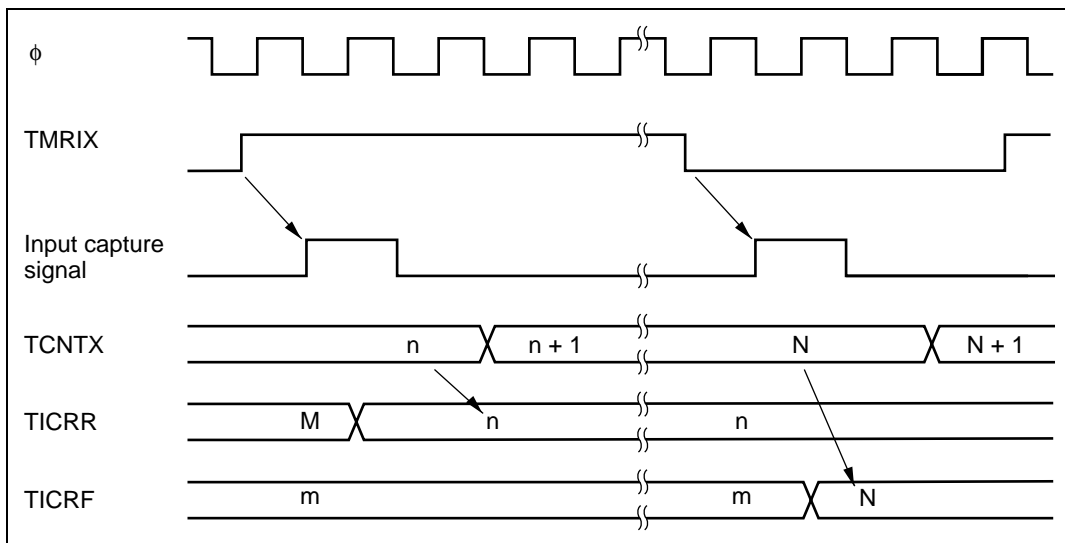 ϕ
TMRIX
Input capture
signal
TCNTX n n + 1 N N + 1
TICRR M n n
TICRF m m N